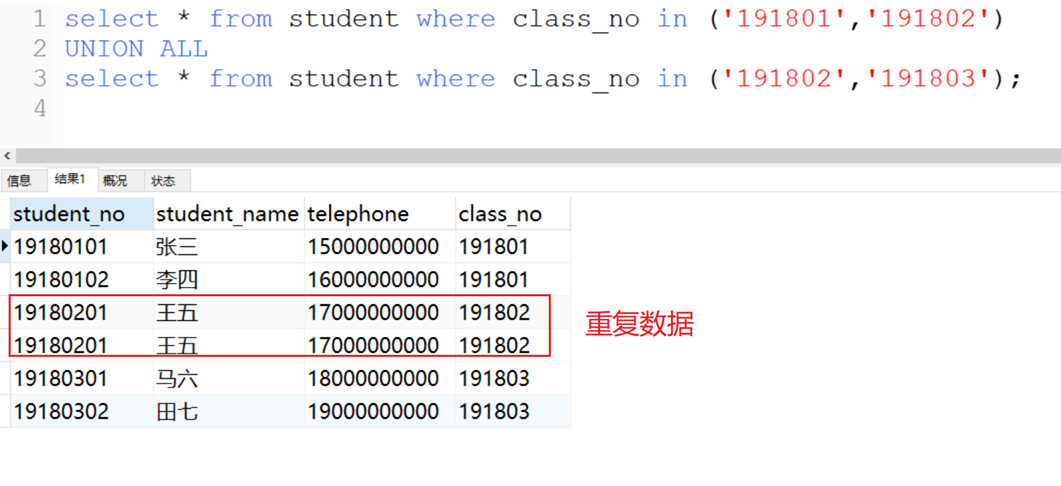 1 select * from student where class_no in ('191801','191802')
2 UNION ALL
3 select * from student where class_no in ('191802','191803');
4
信息 结果1 概况 状态
student_no student_name telephone class_no
19180101 张三 15000000000 191801
19180102 李四 16000000000 191801
19180201 王五 17000000000 191802
重复数据
19180201 王五 17000000000 191802
19180301 马六 18000000000 191803
19180302 田七 19000000000 191803